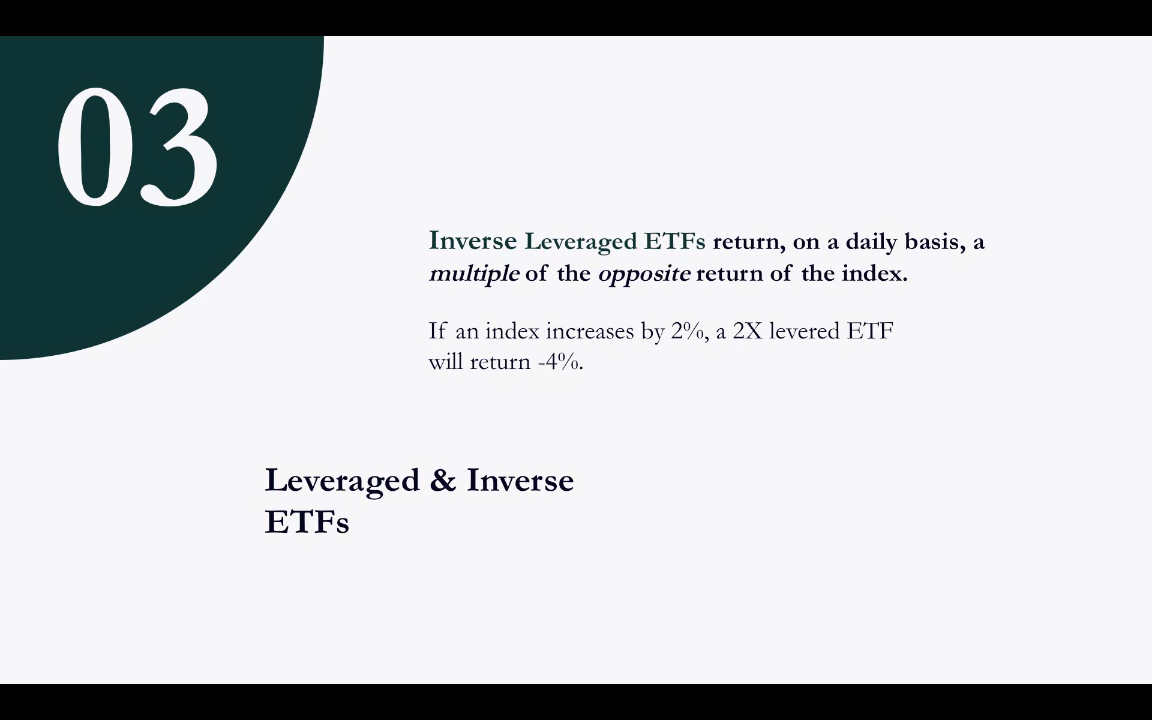 03
Inverse Leveraged ETFs return, on a daily basis, a
multiple of the opposite return of the index.
If an index increases by 2%, a 2X levered ETF
will return -4%.
Leveraged & Inverse
ETFs